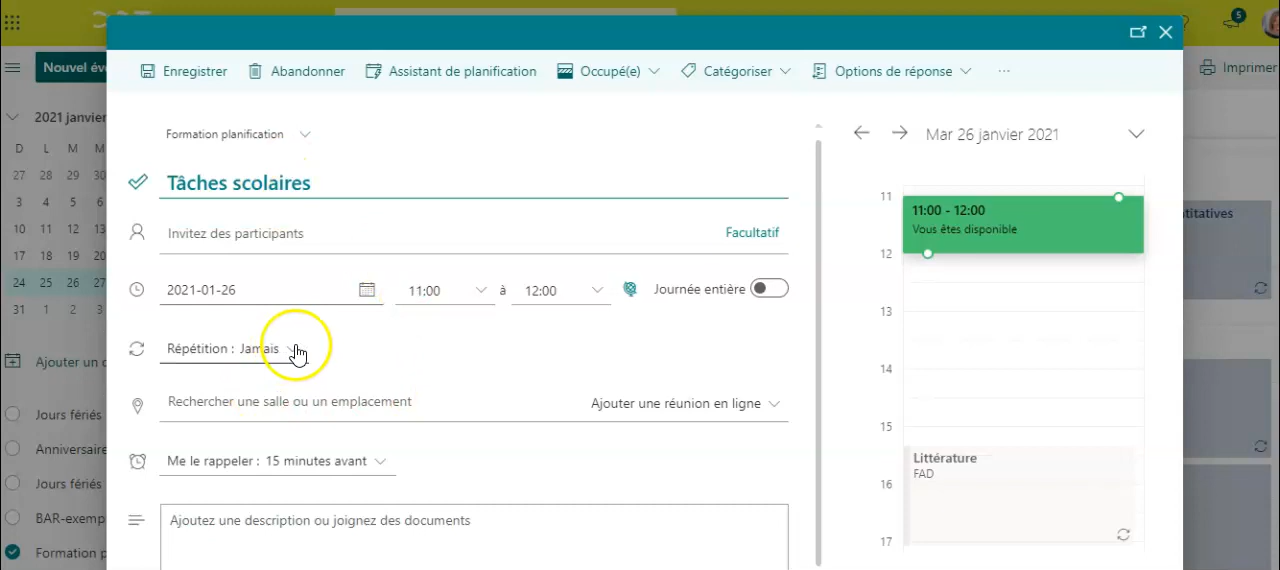 5
Nouvel év
Imprimer
2021 janvier
D L M M
27 28 29 30
3 4 5 6
10 11 12 13
17 18 19 20
24 25 26 27
31 1 2 3
Ajouter un c
Jours fériés
Anniversaire
Jours fériés
BAR-exemp
Formation p
Enregistrer
Abandonner
Assistant de planification
Occupé(e)
Catégoriser
Options de réponse
...
Formation planification
Tâches scolaires
Invitez des participants
Facultatif
2021-01-26
11:00
à
12:00
Journée entière
Répétition : Jamais
Rechercher une salle ou un emplacement
Ajouter une réunion en ligne
Me le rappeler : 15 minutes avant
Ajoutez une description ou joignez des documents
Mar 26 janvier 2021
11
11:00 - 12:00
Vous êtes disponible
12
13
14
15
Littérature
FAD
16
17
titatives